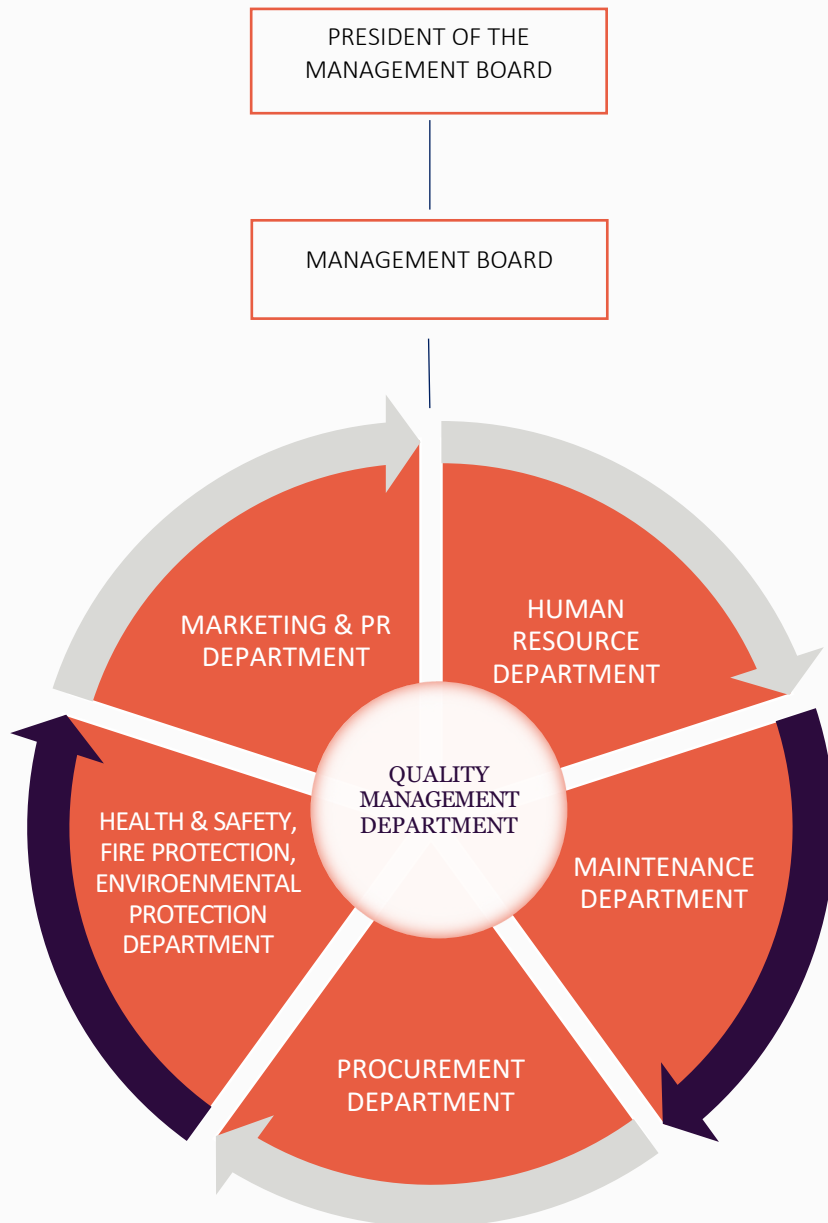 PRESIDENT OF THE
MANAGEMENT BOARD
MANAGEMENT BOARD
MARKETING & PR
DEPARTMENT
HUMAN
RESOURCE
DEPARTMENT
QUALITY
MANAGEMENT
DEPARTMENT
HEALTH & SAFETY,
FIRE PROTECTION,
ENVIROENMENTAL
PROTECTION
DEPARTMENT
MAINTENANCE
DEPARTMENT
PROCUREMENT
DEPARTMENT